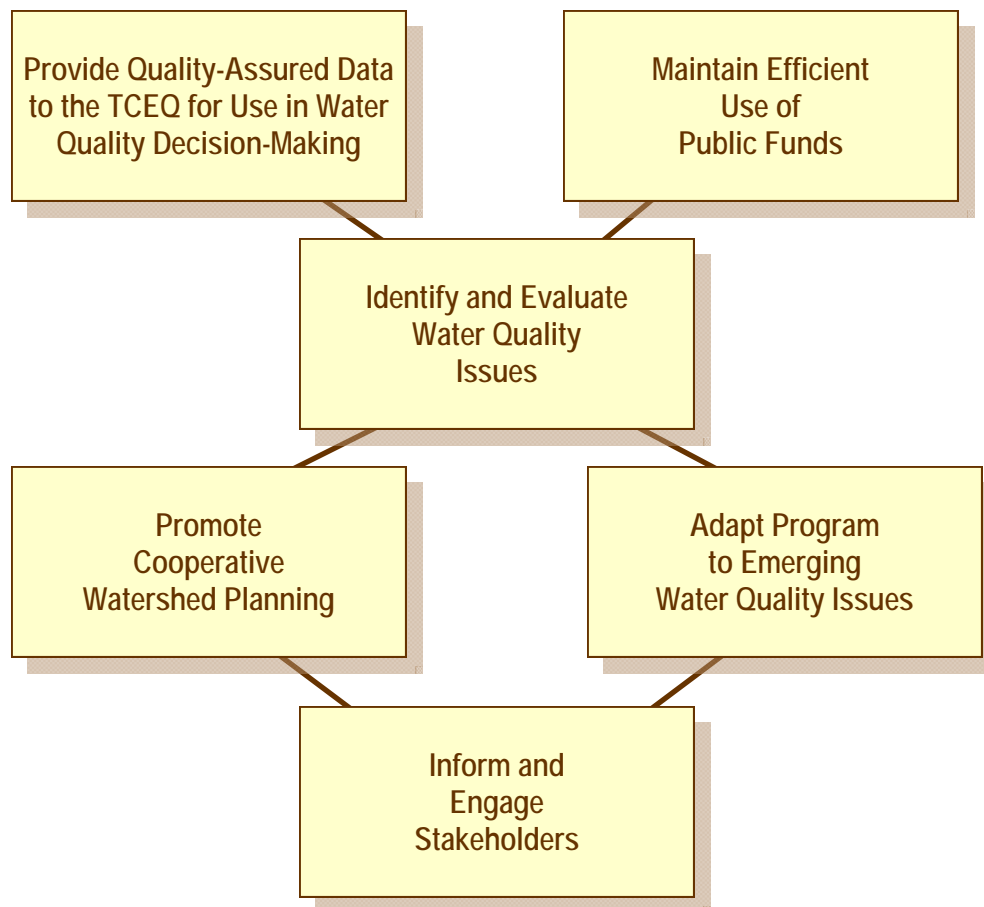 Provide Quality-Assured Data
to the TCEQ for Use in Water
Quality Decision-Making
Maintain Efficient
Use of
Public Funds
Identify and Evaluate
Water Quality
Issues
Promote
Cooperative
Watershed Planning
Adapt Program
to Emerging
Water Quality Issues
Inform and
Engage
Stakeholders